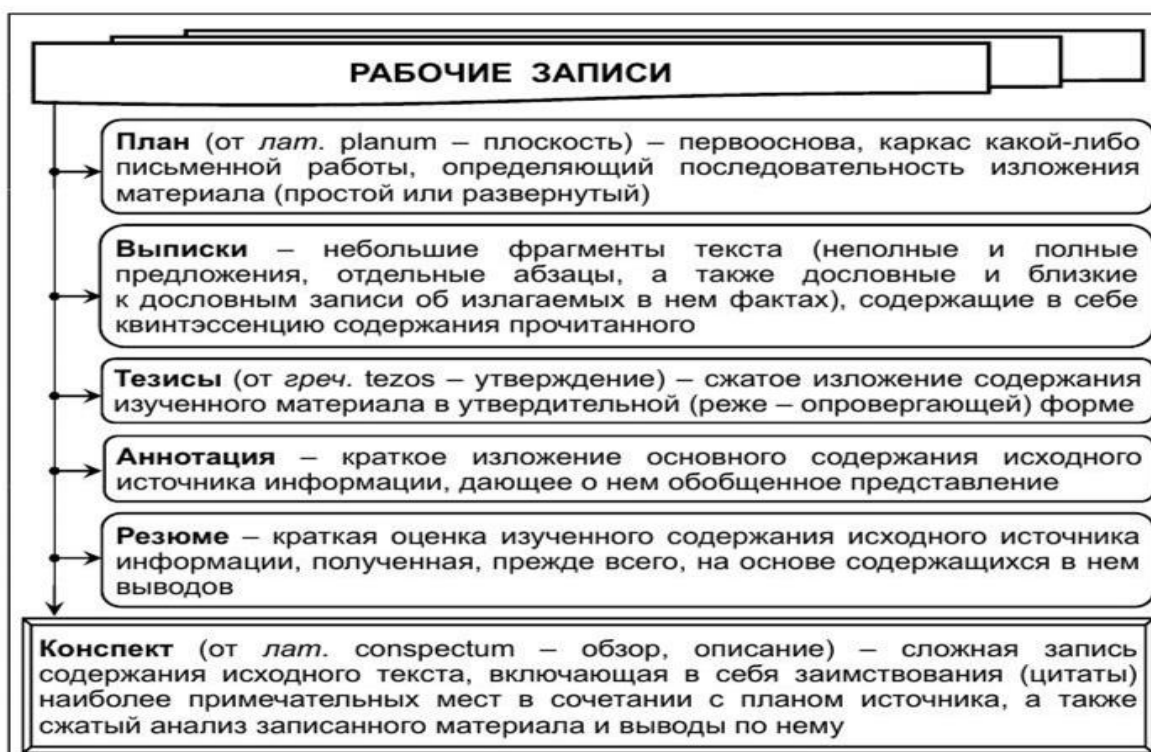 РАБОЧИЕ ЗАПИСИ
План (от лат. planum – плоскость) – первооснова, каркас какой-либо
письменной работы, определяющий последовательность изложения
материала (простой или развернутый)
Выписки – небольшие фрагменты текста (неполные и полные
предложения, отдельные абзацы, а также дословные и близкие
к дословным записи об излагаемых в нем фактах), содержащие в себе
квинтэссенцию содержания прочитанного
Тезисы (от греч. tezos – утверждение) – сжатое изложение содержания
изученного материала в утвердительной (реже – опровергающей) форме
Аннотация – краткое изложение основного содержания исходного
источника информации, дающее о нем обобщенное представление
Резюме – краткая оценка изученного содержания исходного источника
информации, полученная, прежде всего, на основе содержащихся в нем
выводов
Конспект (от лат. conspectum – обзор, описание) – сложная запись
содержания исходного текста, включающая в себя заимствования (цитаты)
наиболее примечательных мест в сочетании с планом источника, а также
сжатый анализ записанного материала и выводы по нему